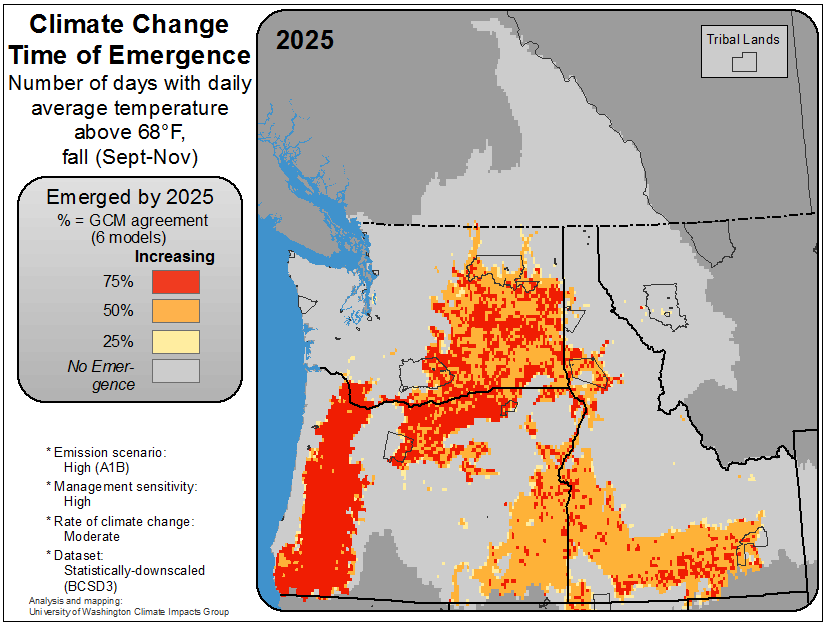 Climate Change
Time of Emergence
Number of days with daily
average temperature
above 68°F,
fall (Sept-Nov)
Emerged by 2025
% = GCM agreement
(6 models)
Increasing
75%
50%
25%
No Emer-
gence
* Emission scenario:
High (A1B)
* Management sensitivity:
High
* Rate of climate change:
Moderate
* Dataset:
Statistically-downscaled
(BCSD3)
Analysis and mapping:
University of Washington Climate Impacts Group
2025
Tribal Lands